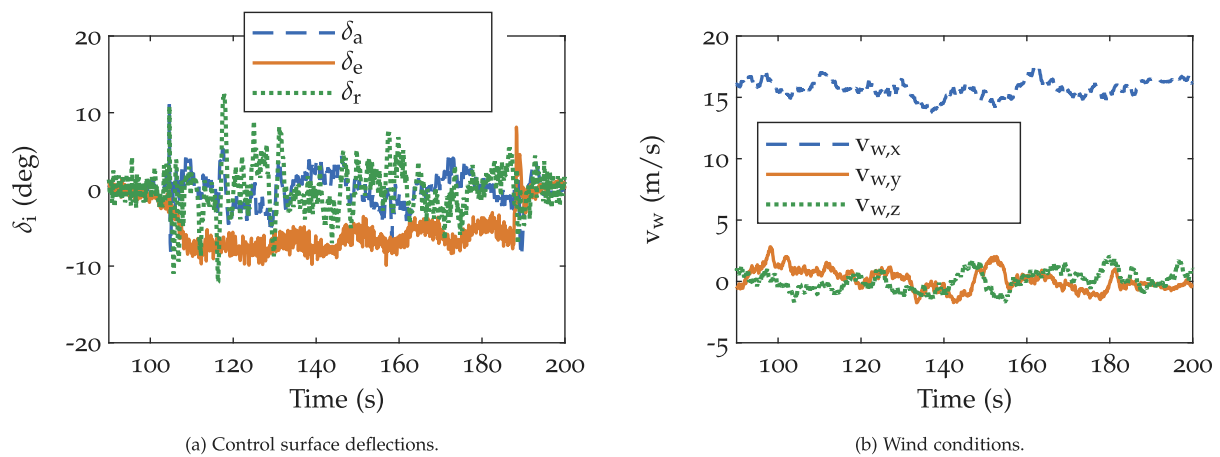 20
10
0
-10
-20
δi (deg)
δa
δe
δr
100 120 140 160 180 200
Time (s)
(a) Control surface deflections.
20
15
10
5
0
-5
vw (m/s)
vw,x
vw,y
vw,z
100 120 140 160 180 200
Time (s)
(b) Wind conditions.